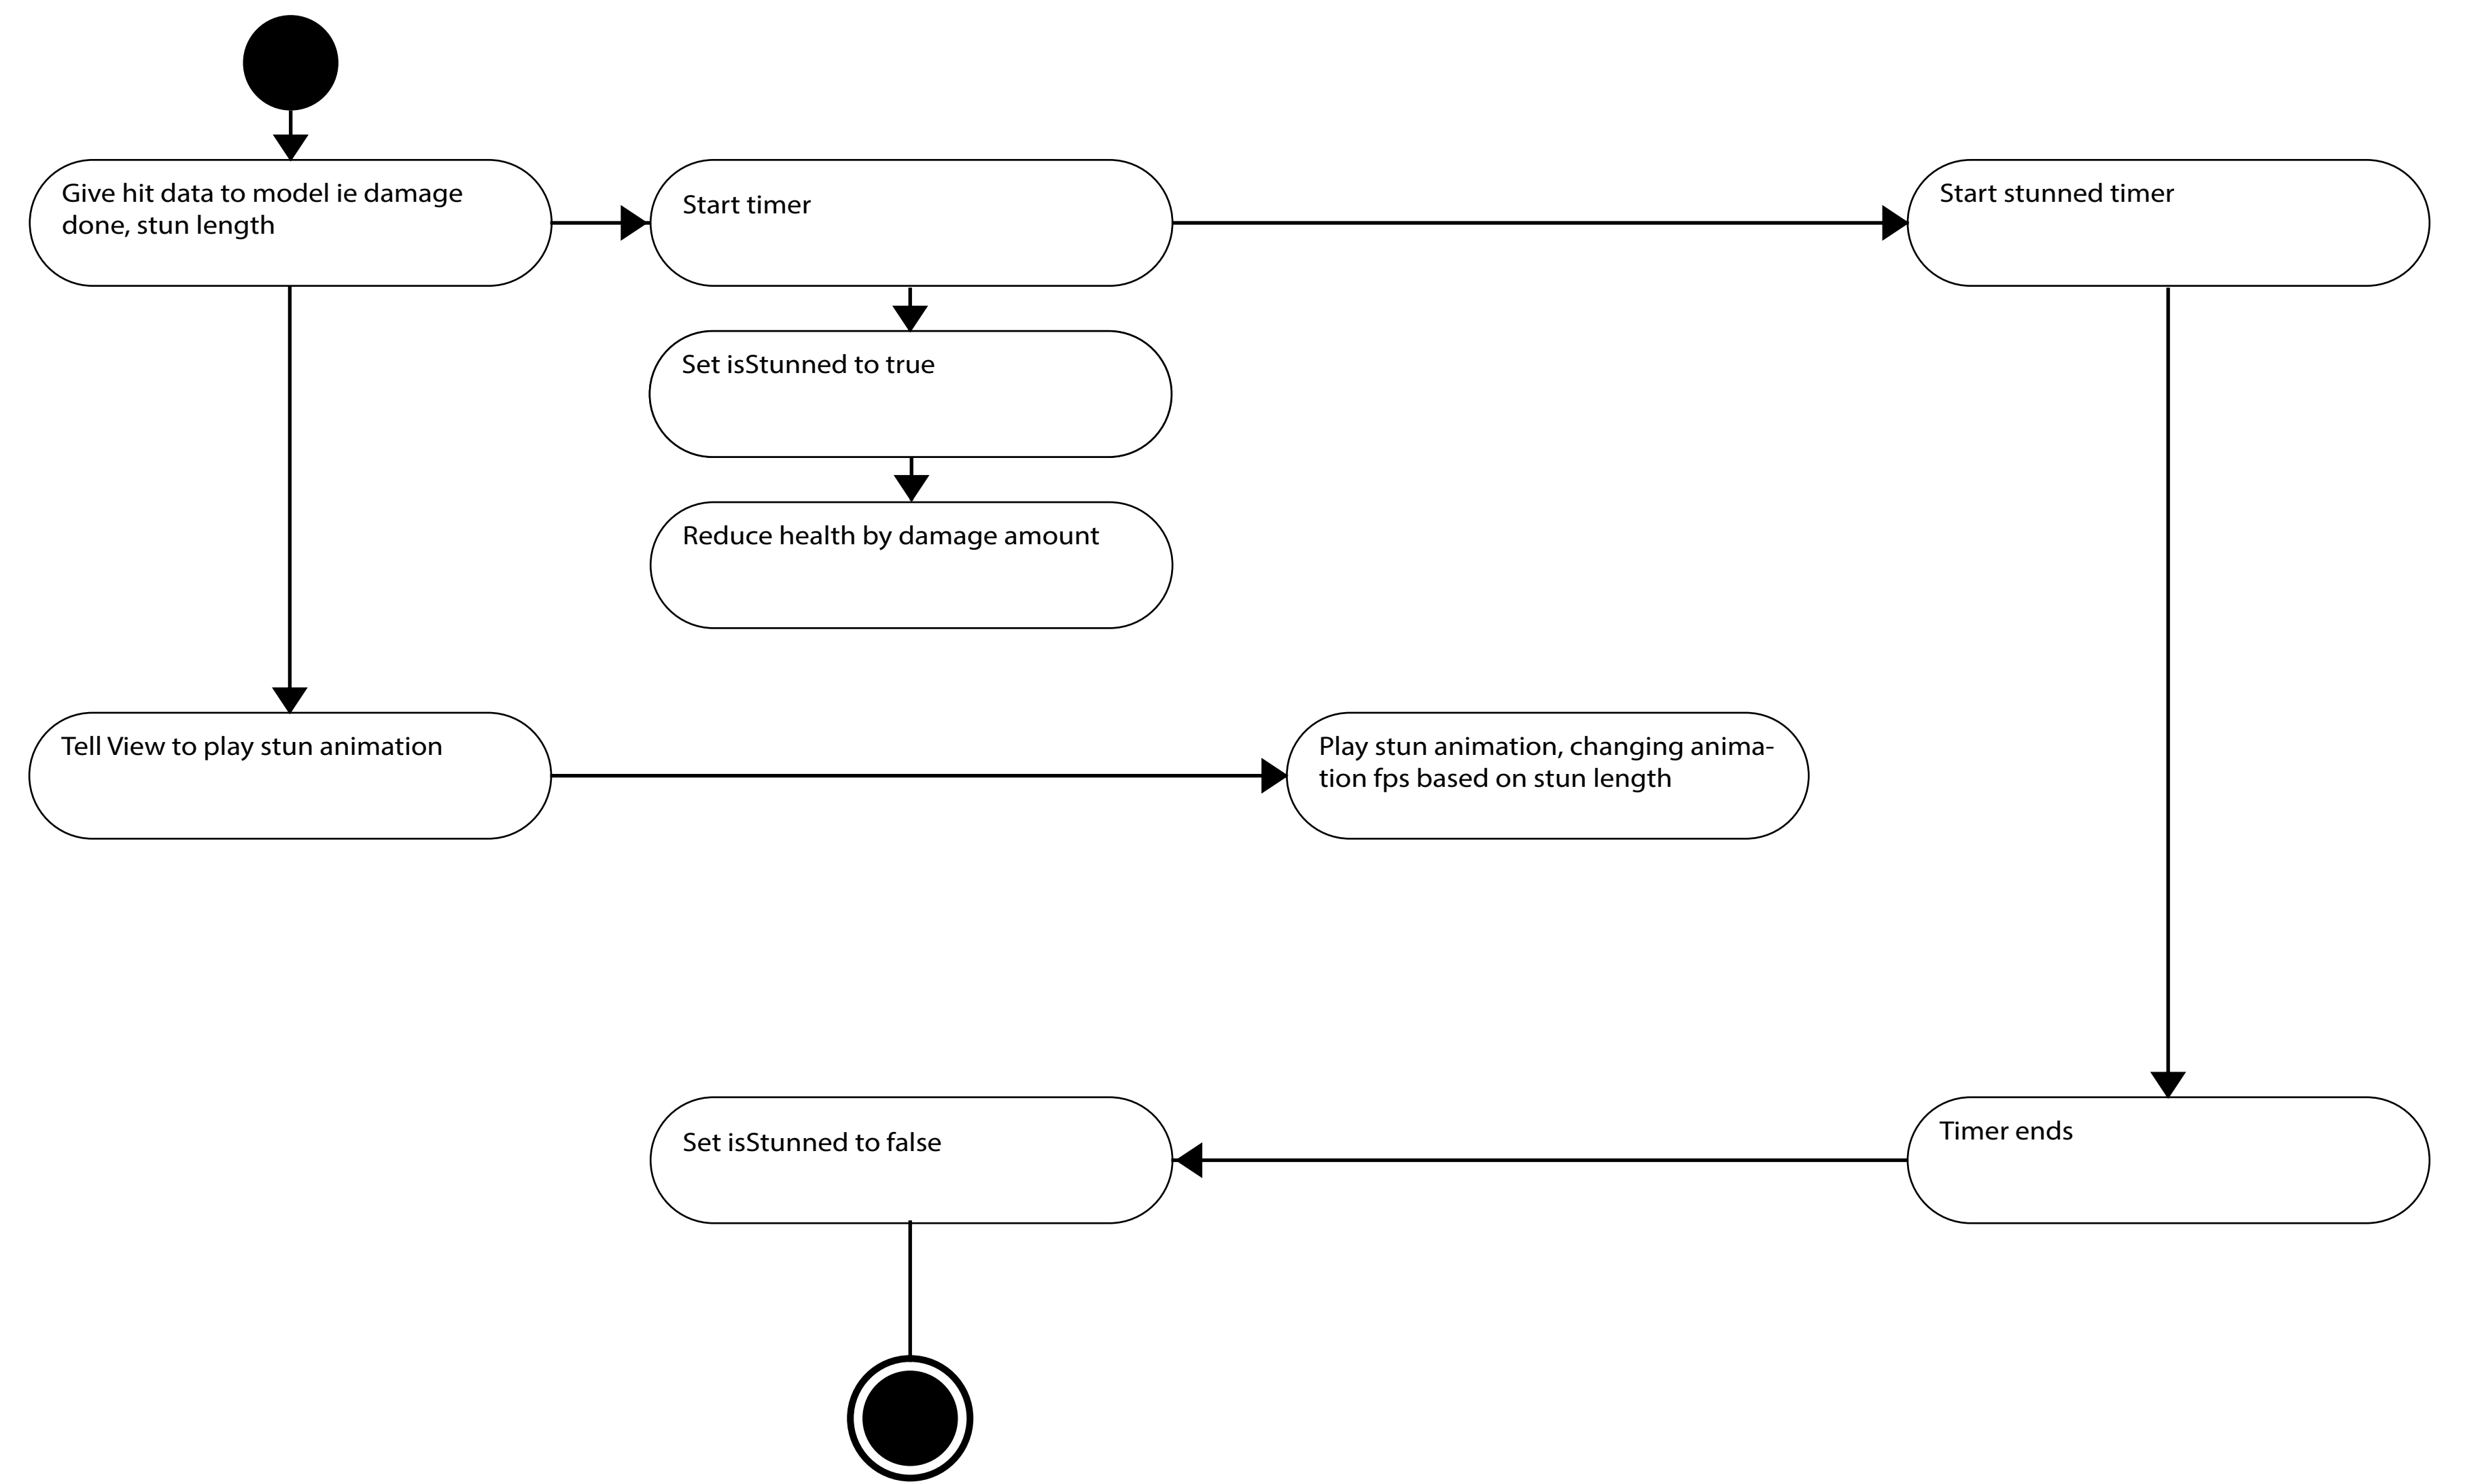 Give hit data to model ie damage
done, stun length
Start timer
Start stunned timer
Set isStunned to true
Reduce health by damage amount
Tell View to play stun animation
Play stun animation, changing anima-
tion fps based on stun length
Set isStunned to false
Timer ends